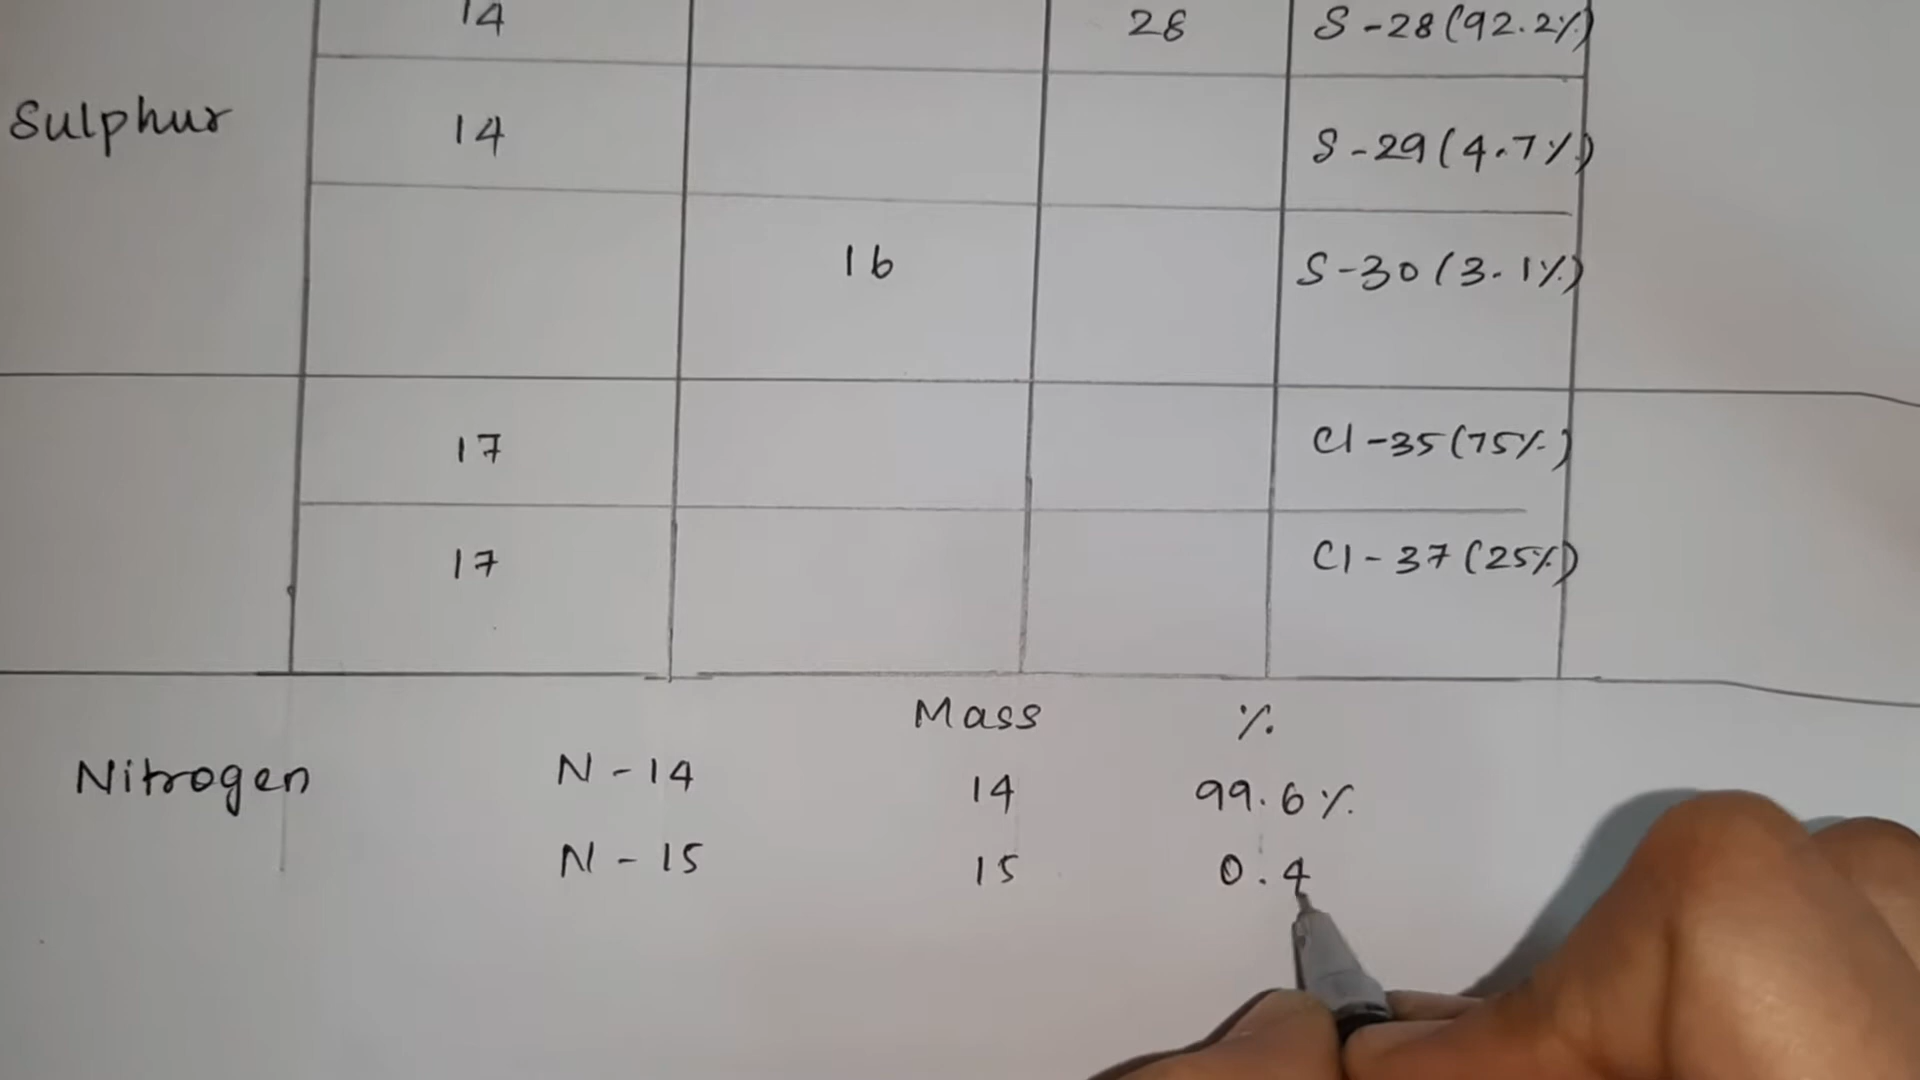 14 28 S-28(92.2%)
Sulphur 14 S-29(4.7%)
16 S-30(3.1%)
17 Cl-35(75%)
17 Cl-37(25%)
Mass %
Nitrogen N-14 14 99.6%
N-15 15 0.4